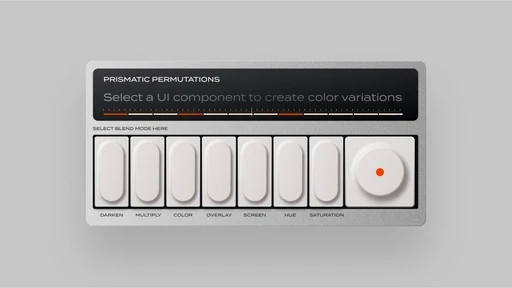 PRISMATIC PERMUTATIONS
Select a UI component to create color variations
SELECT BLEND MODE HERE
DARKEN MULTIPLY COLOR OVERLAY SCREEN HUE SATURATION